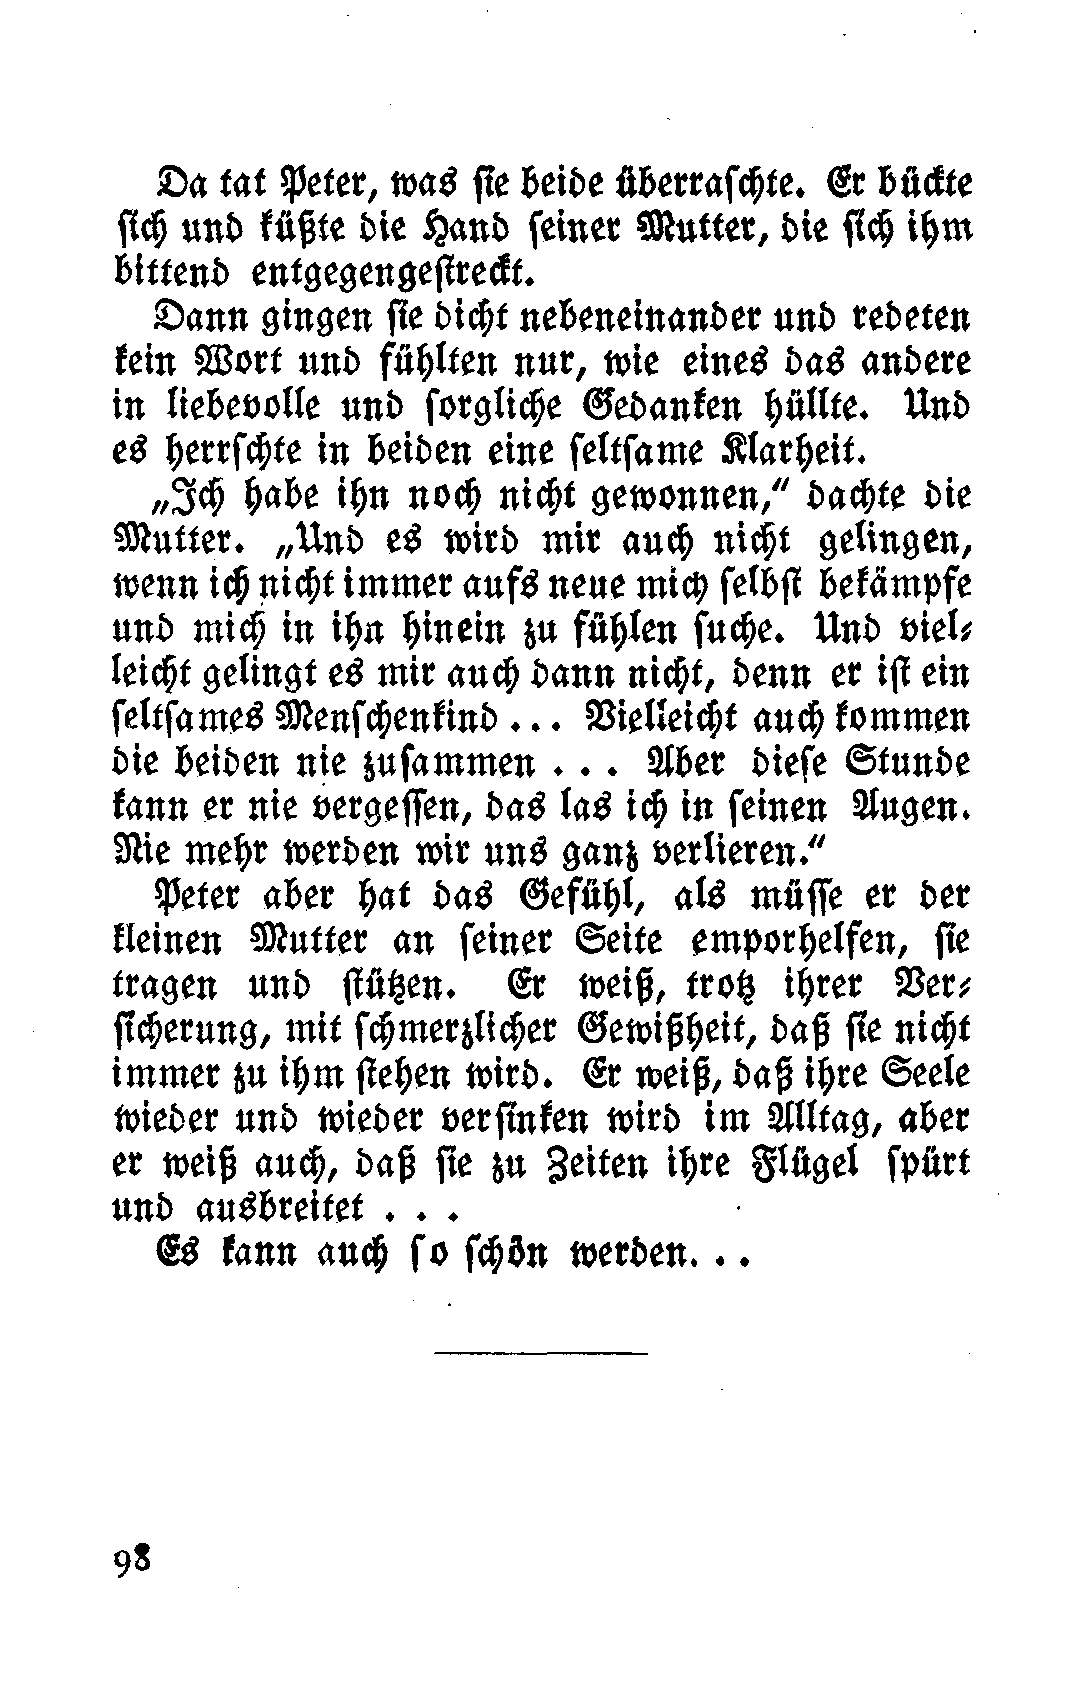 Da tat Peter, was sie beide überraschte. Er bückte
sich und küßte die Hand seiner Mutter, die sich ihm
bittend entgegengestreckt.
Dann gingen sie dicht nebeneinander und redeten
kein Wort und fühlten nur, wie eines das andere
in liebevolle und sorgliche Gedanken hüllte. Und
es herrschte in beiden eine seltsame Klarheit.
„Ich habe ihn noch nicht gewonnen,“ dachte die
Mutter. „Und es wird mir auch nicht gelingen,
wenn ich nicht immer aufs neue mich selbst bekämpfe
und mich in ihn hinein zu fühlen suche. Und viel-
leicht gelingt es mir auch dann nicht, denn er ist ein
seltsames Menschenkind ... Vielleicht auch kommen
die beiden nie zusammen . . . Aber diese Stunde
kann er nie vergessen, das las ich in seinen Augen.
Nie mehr werden wir uns ganz verlieren.“
Peter aber hat das Gefühl, als müsse er der
kleinen Mutter an seiner Seite emporhelfen, sie
tragen und stützen. Er weiß, trotz ihrer Ver-
sicherung, mit schmerzlicher Gewißheit, daß sie nicht
immer zu ihm stehen wird. Er weiß, daß ihre Seele
wieder und wieder versinken wird im Alltag, aber
er weiß auch, daß sie zu Zeiten ihre Flügel spürt
und ausbreitet . . .
Es kann auch so schön werden. . .
98